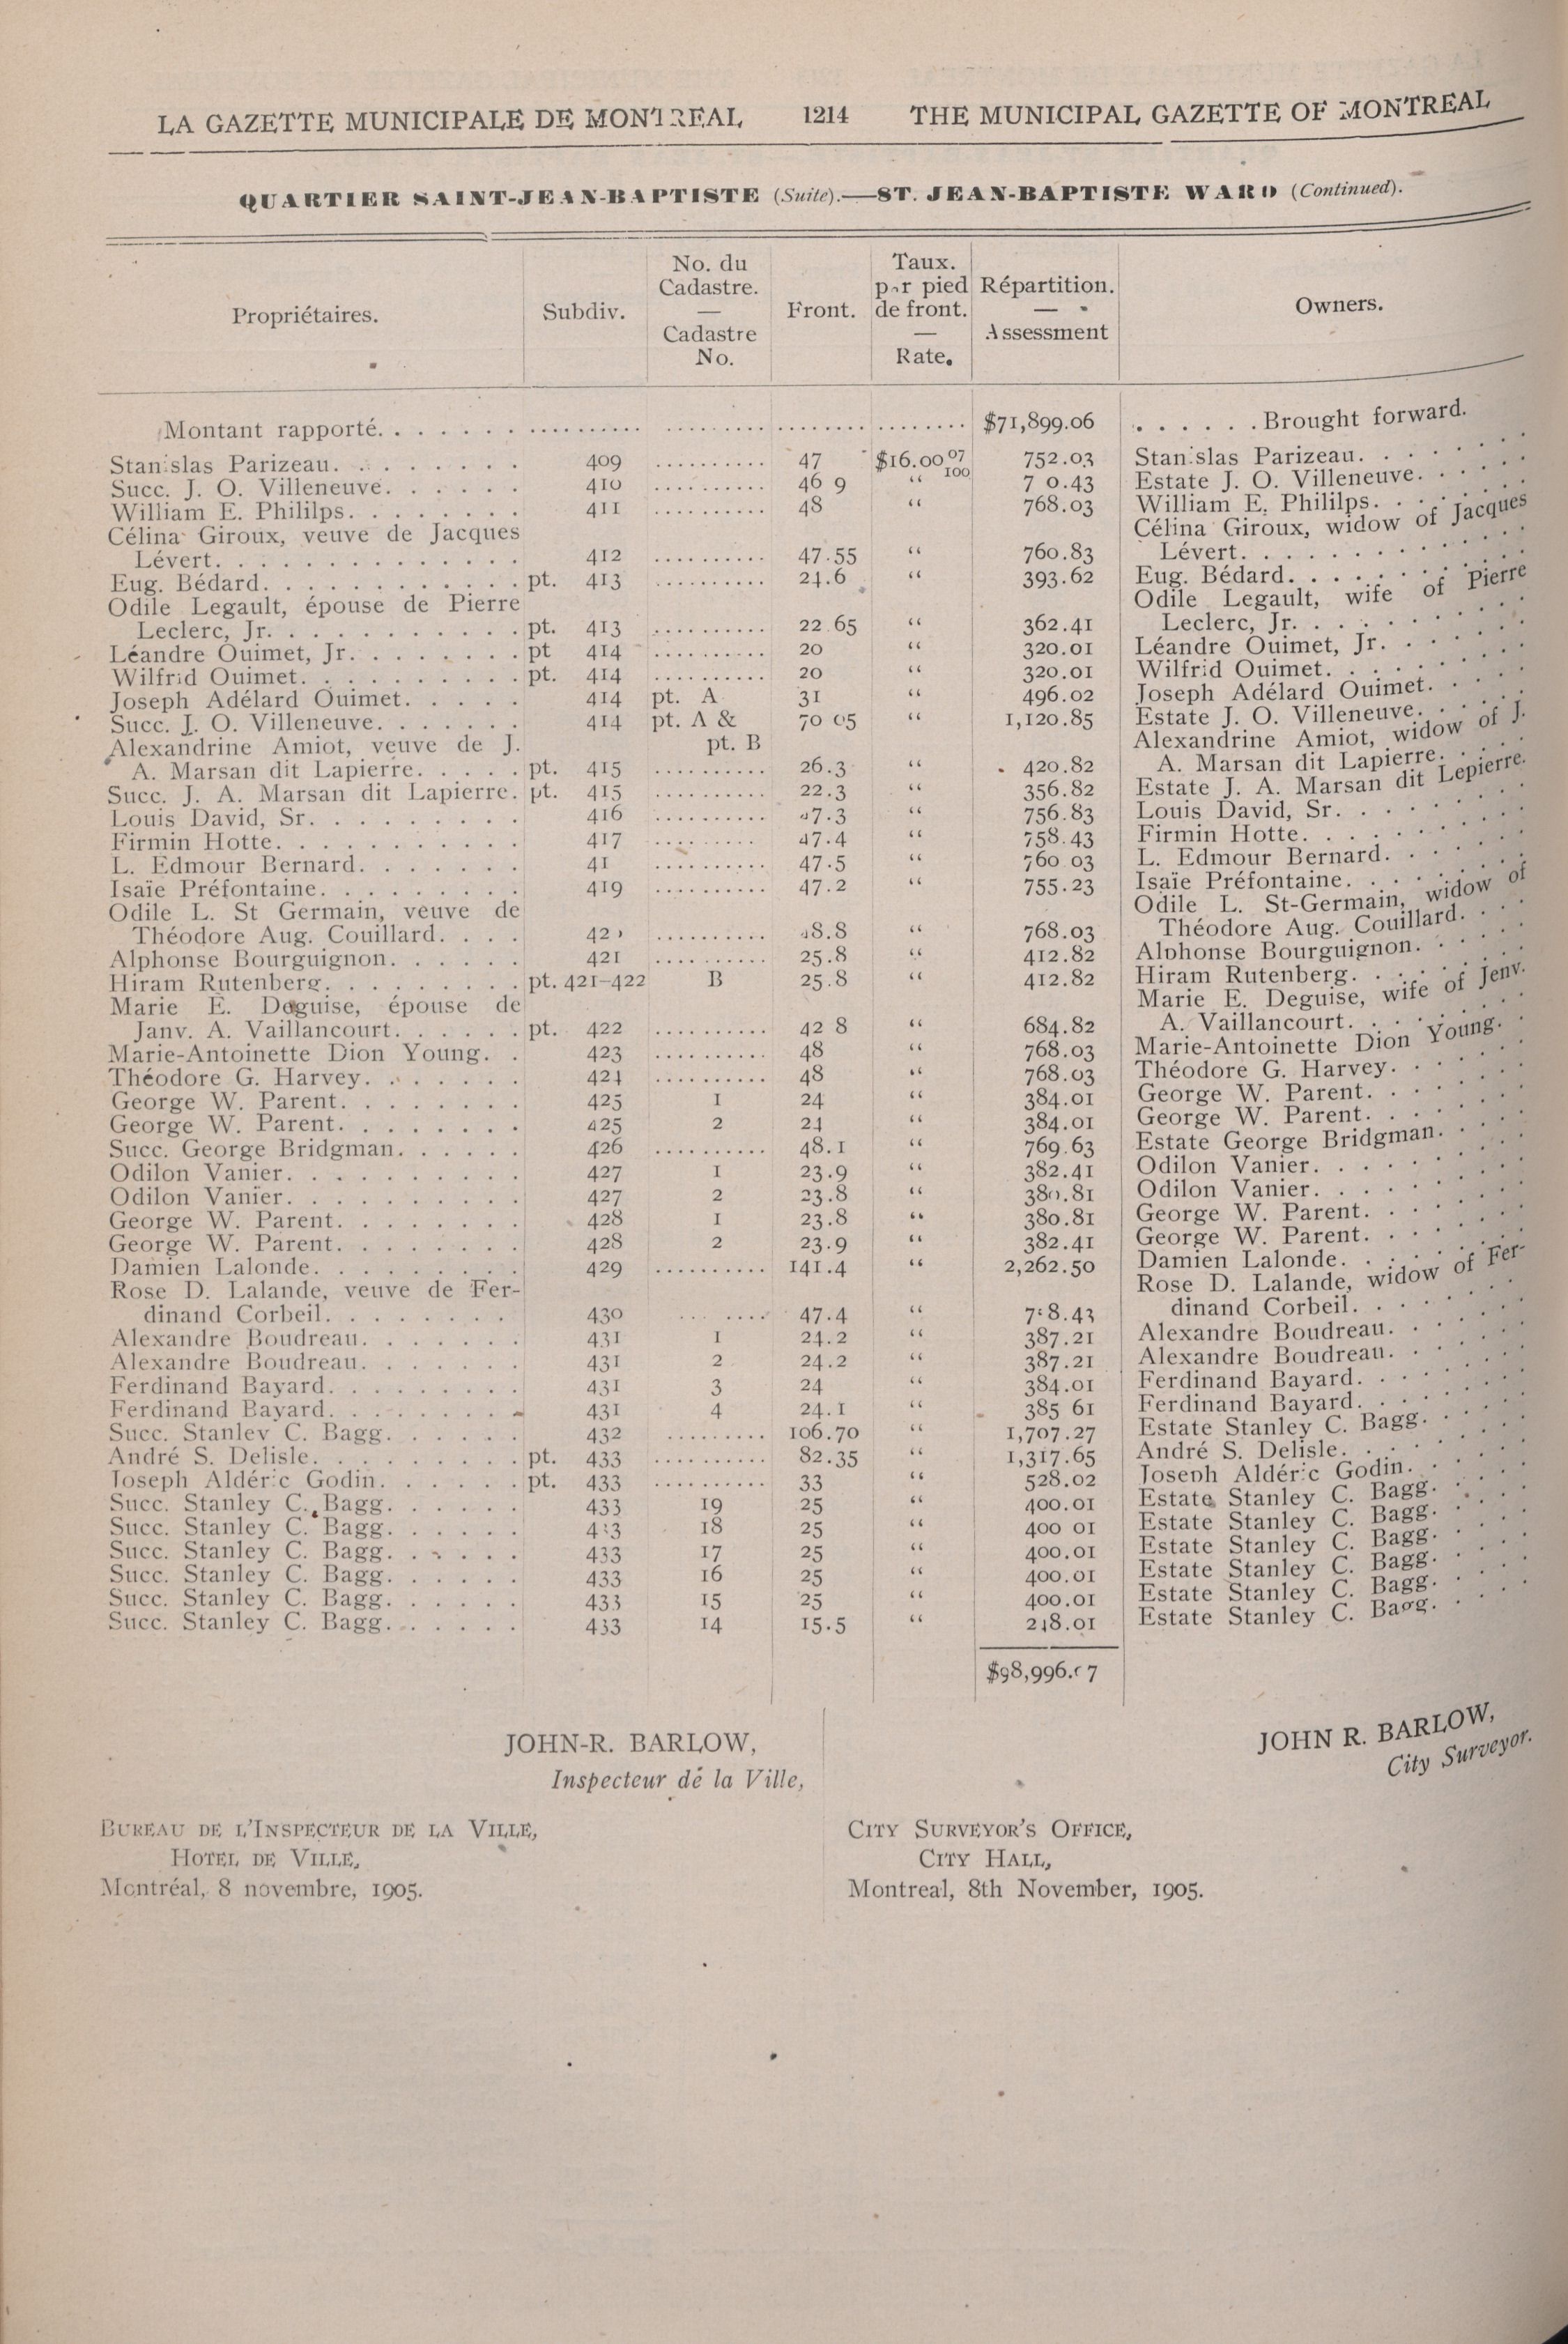 LA GAZETTE MUNICIPALE DE MONTREAL 1214 THE MUNICIPAL GAZETTE OF MONTREAL
QUARTIER SAINT-JEAN-BAPTISTE (Suite).—ST. JEAN-BAPTISTE WARD (Continued).
Propriétaires. Subdiv. No. du Cadastre. — Cadastre No. Front. Taux. par pied de front. — Rate. Répartition. — Assessment Owners.
Montant rapporté. $71,899.06 Brought forward.
Stanislas Parizeau. 409 47 $16.00 07/100 752.03 Stanislas Parizeau.
Succ. J. O. Villeneuve. 410 46 9 “ 7 0.43 Estate J. O. Villeneuve.
William E. Phililps. 411 48 “ 768.03 William E. Phililps.
Célina Giroux, veuve de Jacques Célina Giroux, widow of Jacques
Lévert. 412 47.55 “ 760.83 Lévert.
Eug. Bédard. pt. 413 24.6 “ 393.62 Eug. Bédard.
Odile Legault, épouse de Pierre Odile Legault, wife of Pierre
Leclerc, Jr. pt. 413 22 65 “ 362.41 Leclerc, Jr.
Léandre Ouimet, Jr. pt 414 20 “ 320.01 Léandre Ouimet, Jr.
Wilfrid Ouimet. pt. 414 20 “ 320.01 Wilfrid Ouimet.
Joseph Adélard Ouimet. 414 pt. A 31 “ 496.02 Joseph Adélard Ouimet.
Succ. J. O. Villeneuve. 414 pt. A & 70 05 “ 1,120.85 Estate J. O. Villeneuve.
Alexandrine Amiot, veuve de J. pt. B Alexandrine Amiot, widow of J.
A. Marsan dit Lapierre. pt. 415 26.3 “ 420.82 A. Marsan dit Lapierre.
Succ. J. A. Marsan dit Lapierre. pt. 415 22.3 “ 356.82 Estate J. A. Marsan dit Lepierre.
Louis David, Sr. 416 47.3 “ 756.83 Louis David, Sr.
Firmin Hotte. 417 47.4 “ 758.43 Firmin Hotte.
L. Edmour Bernard. 41 47.5 “ 760 03 L. Edmour Bernard.
Isaïe Préfontaine. 419 47.2 “ 755.23 Isaïe Préfontaine.
Odile L. St Germain, veuve de Odile L. St-Germain, widow of
Théodore Aug. Couillard. 42 48.8 “ 768.03 Théodore Aug. Couillard.
Alphonse Bourguignon. 421 25.8 “ 412.82 Alphonse Bourguignon.
Hiram Rutenberg. pt. 421-422 B 25.8 “ 412.82 Hiram Rutenberg.
Marie E. Deguise, épouse de Marie E. Deguise, wife of Jenv.
Janv. A. Vaillancourt. pt. 422 42 8 “ 684.82 A. Vaillancourt.
Marie-Antoinette Dion Young. 423 48 “ 768.03 Marie-Antoinette Dion Young.
Théodore G. Harvey. 424 48 “ 768.03 Théodore G. Harvey.
George W. Parent. 425 1 24 “ 384.01 George W. Parent.
George W. Parent. 425 2 24 “ 384.01 George W. Parent.
Succ. George Bridgman. 426 48.1 “ 769.63 Estate George Bridgman.
Odilon Vanier. 427 1 23.9 “ 382.41 Odilon Vanier.
Odilon Vanier. 427 2 23.8 “ 380.81 Odilon Vanier.
George W. Parent. 428 1 23.8 “ 380.81 George W. Parent.
George W. Parent. 428 2 23.9 “ 382.41 George W. Parent.
Damien Lalonde. 429 141.4 “ 2,262.50 Damien Lalonde.
Rose D. Lalande, veuve de Fer- Rose D. Lalande, widow of Fer-
dinand Corbeil. 430 47.4 “ 7 8.43 dinand Corbeil.
Alexandre Boudreau. 431 1 24.2 “ 387.21 Alexandre Boudreau.
Alexandre Boudreau. 431 2 24.2 “ 387.21 Alexandre Boudreau.
Ferdinand Bayard. 431 3 24 “ 384.01 Ferdinand Bayard.
Ferdinand Bayard. 431 4 24.1 “ 385 61 Ferdinand Bayard.
Succ. Stanley C. Bagg. 432 106.70 “ 1,707.27 Estate Stanley C. Bagg.
André S. Delisle. pt. 433 82.35 “ 1,317.65 André S. Delisle.
Joseph Aldéric Godin. pt. 433 33 “ 528.02 Joseph Aldéric Godin.
Succ. Stanley C. Bagg. 433 19 25 “ 400.01 Estate Stanley C. Bagg.
Succ. Stanley C. Bagg. 433 18 25 “ 400 01 Estate Stanley C. Bagg.
Succ. Stanley C. Bagg. 433 17 25 “ 400.01 Estate Stanley C. Bagg.
Succ. Stanley C. Bagg. 433 16 25 “ 400.01 Estate Stanley C. Bagg.
Succ. Stanley C. Bagg. 433 15 25 “ 400.01 Estate Stanley C. Bagg.
Succ. Stanley C. Bagg. 433 14 15.5 “ 248.01 Estate Stanley C. Bagg.
$98,996. 7
JOHN-R. BARLOW,
Inspecteur dé la Ville,
JOHN R. BARLOW,
City Surveyor.
BUREAU DE L'INSPECTEUR DE LA VILLE,
HOTEL DE VILLE,
Montréal, 8 novembre, 1905.
CITY SURVEYOR'S OFFICE,
CITY HALL,
Montreal, 8th November, 1905.